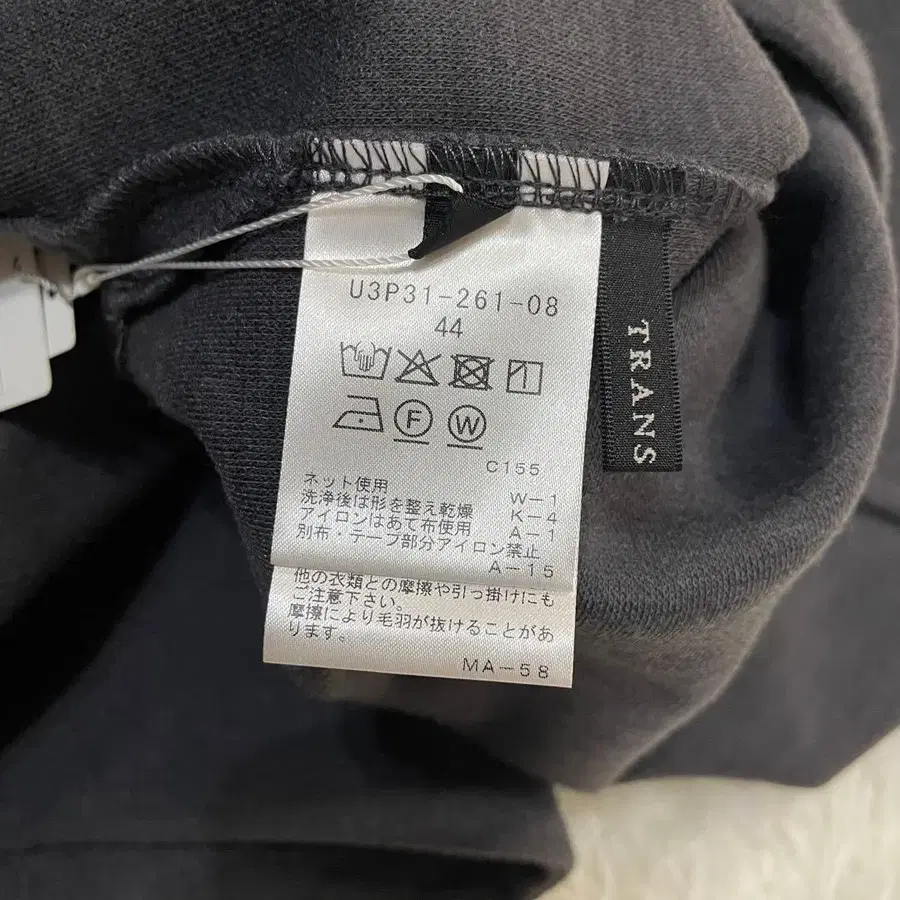 U3P31-261-08
44
F
W
C155
ネット使用 W-1
洗浄後は形を整え乾燥 K-4
アイロンはあて布使用 A-1
別布・テープ部分アイロン禁止
A-15
他の衣類との摩擦や引っ掛けにも
ご注意下さい。
摩擦により毛羽が抜けることがあ
ります。
MA-58
TRANS